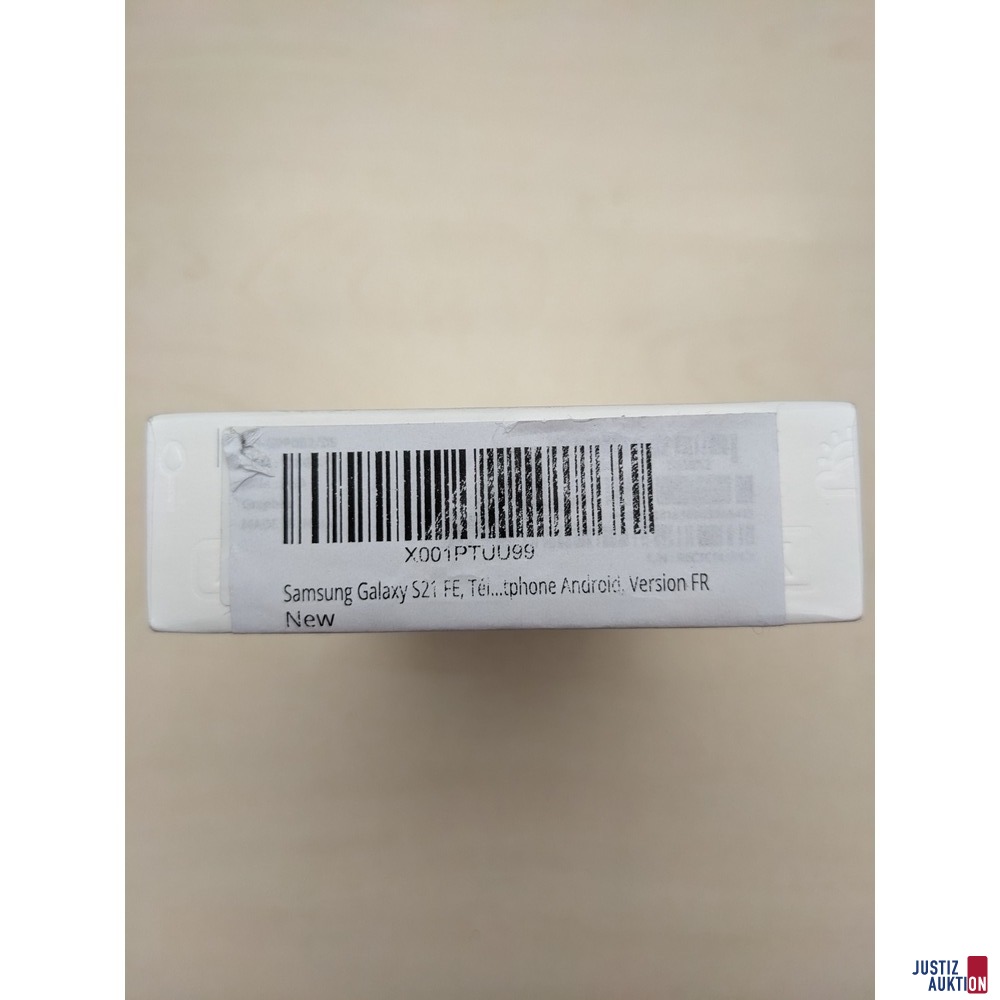 X001PTUU99
Samsung Galaxy S21 FE, Tél...tphone Android, Version FR
New
JUSTIZ
AUKTION